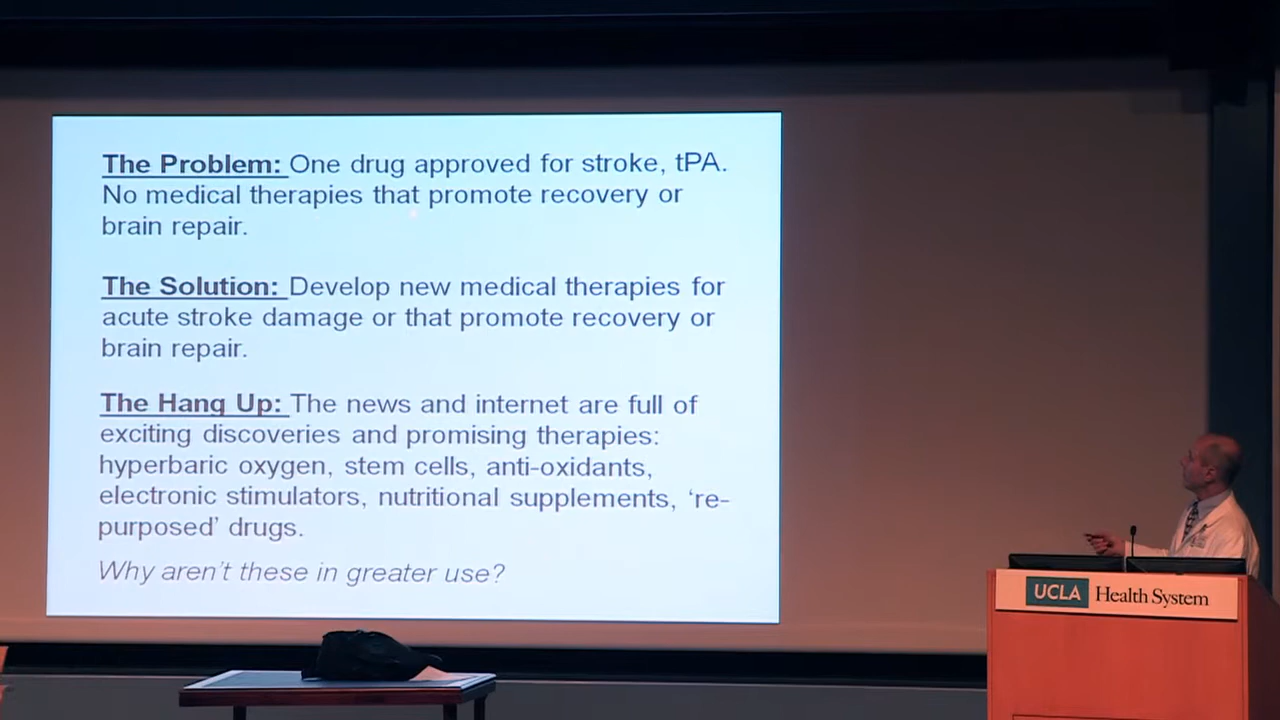 The Problem: One drug approved for stroke, tPA.
No medical therapies that promote recovery or
brain repair.
The Solution: Develop new medical therapies for
acute stroke damage or that promote recovery or
brain repair.
The Hang Up: The news and internet are full of
exciting discoveries and promising therapies:
hyperbaric oxygen, stem cells, anti-oxidants,
electronic stimulators, nutritional supplements, ‘re-
purposed’ drugs.
Why aren’t these in greater use?
UCLA Health System